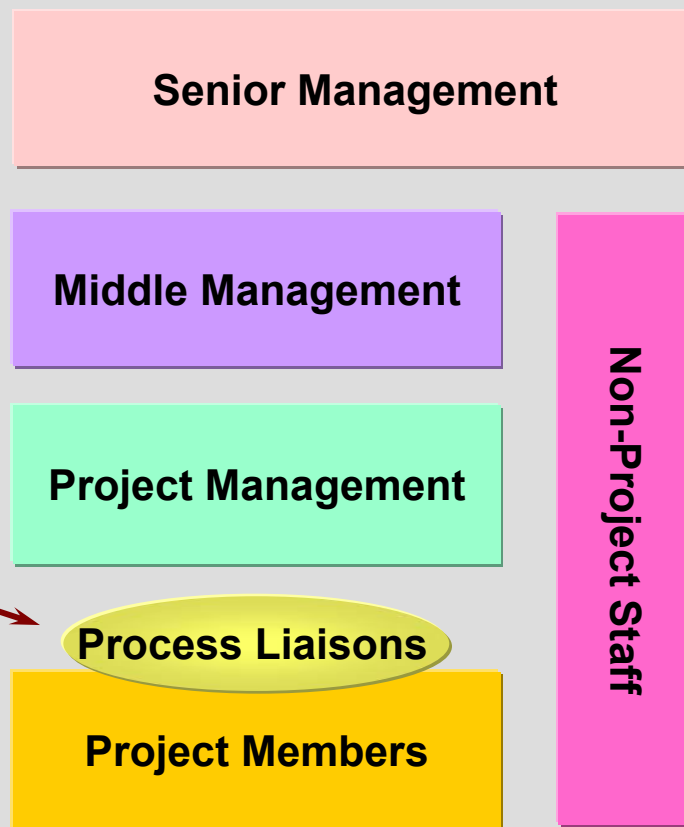 Senior Management
Middle Management
Project Management
Process Liaisons
Project Members
Non-Project Staff